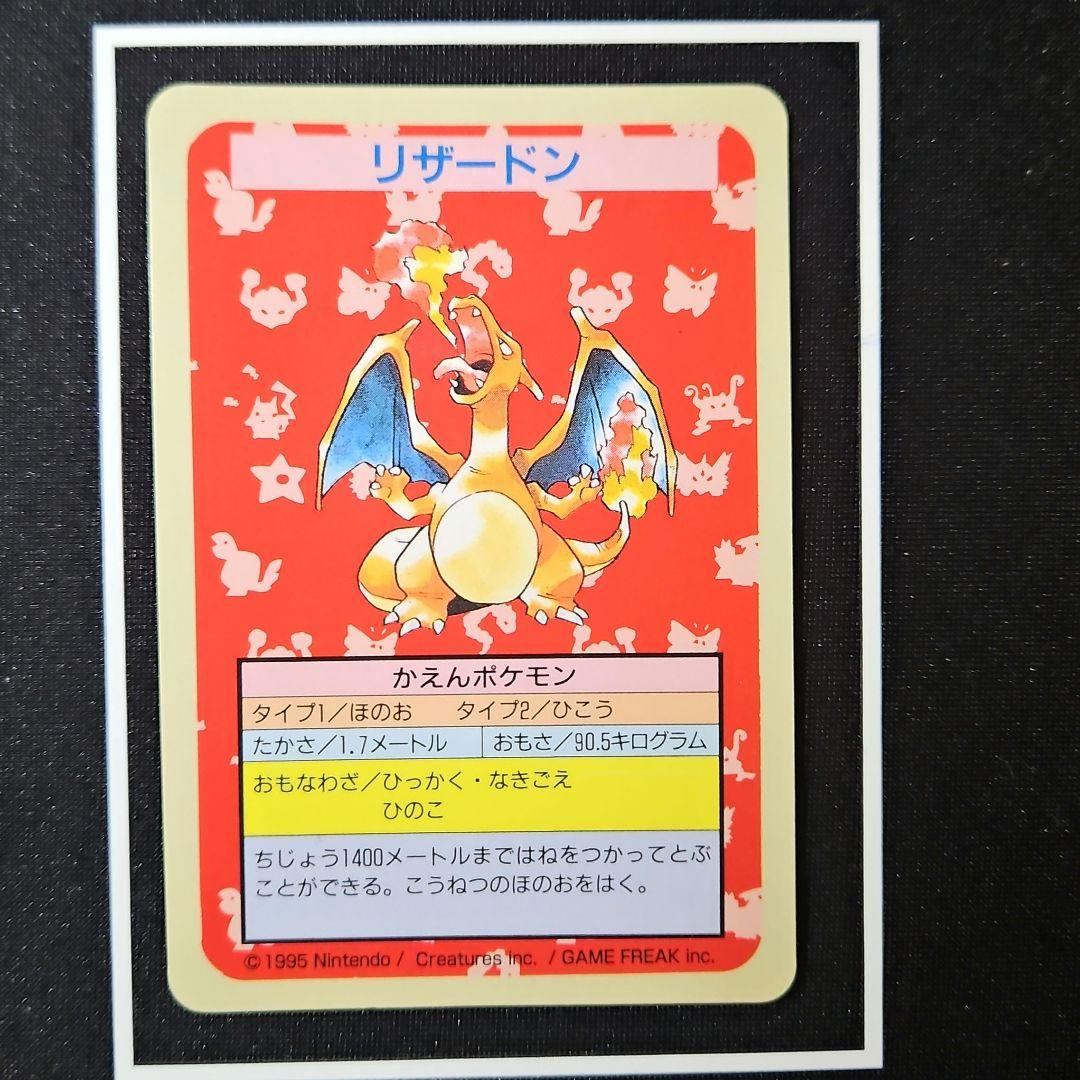 リザードン
かえんポケモン
タイプ1/ほのお タイプ2/ひこう
たかさ/1.7メートル おもさ/90.5キログラム
おもなわざ/ひっかく・なきごえ
ひのこ
ちじょう1400メートルまではねをつかってとぶ
ことができる。こうねつのほのおをはく。
©1995 Nintendo / Creatures inc. / GAME FREAK inc.